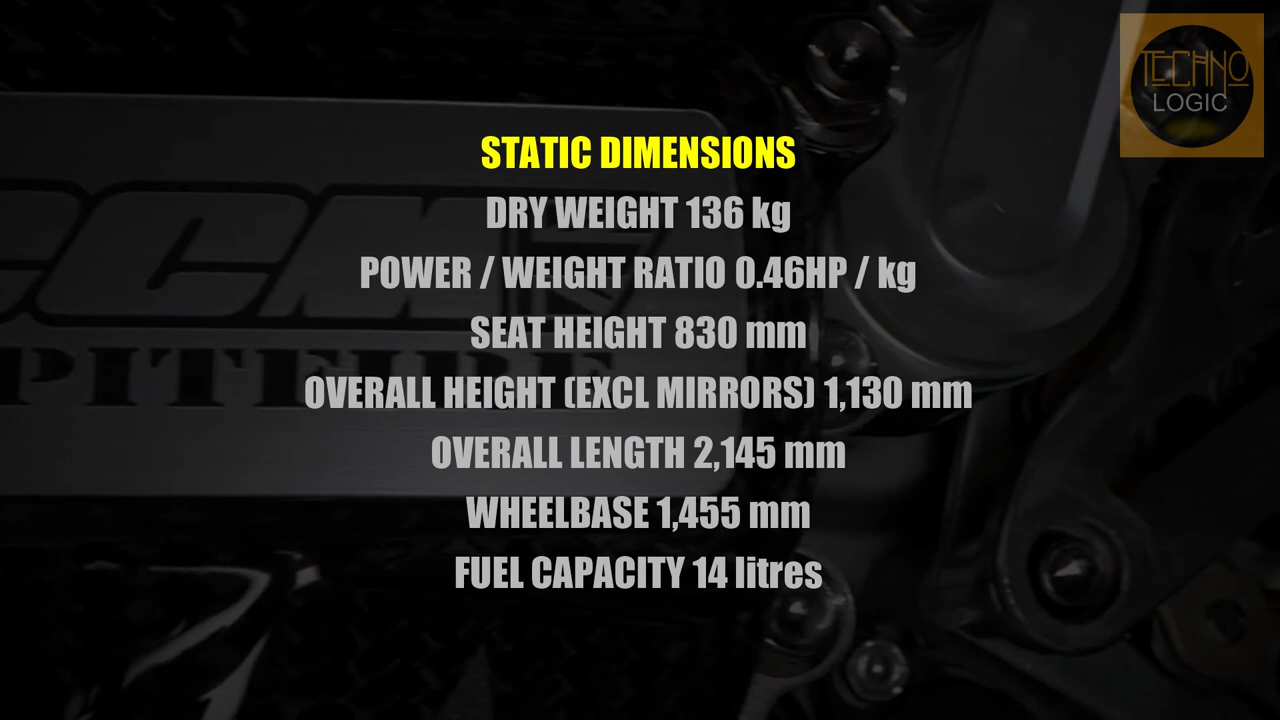 TECHNO
LOGIC
STATIC DIMENSIONS
DRY WEIGHT 136 kg
POWER / WEIGHT RATIO 0.46HP / kg
SEAT HEIGHT 830 mm
OVERALL HEIGHT (EXCL MIRRORS) 1,130 mm
OVERALL LENGTH 2,145 mm
WHEELBASE 1,455 mm
FUEL CAPACITY 14 litres
CCM
PITFIRE